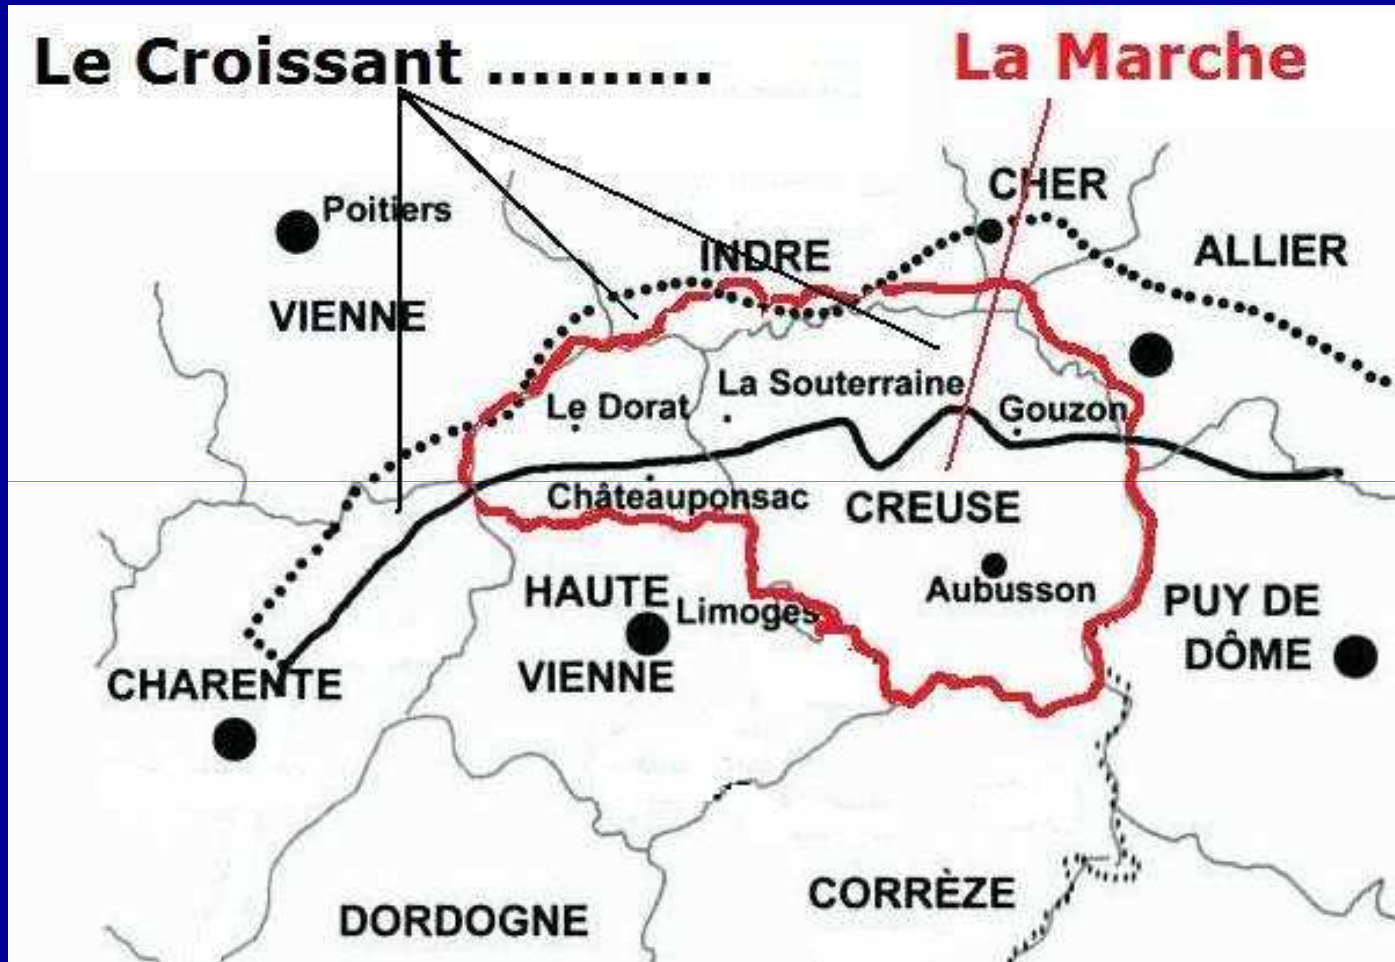 Le Croissant ..........
La Marche
CHER
Poitiers
INDRE
ALLIER
VIENNE
La Souterraine
Le Dorat
Gouzon
Châteauponsac
CREUSE
HAUTE
Limoges
Aubusson
PUY DE
DÔME
VIENNE
CHARENTE
CORRÈZE
DORDOGNE